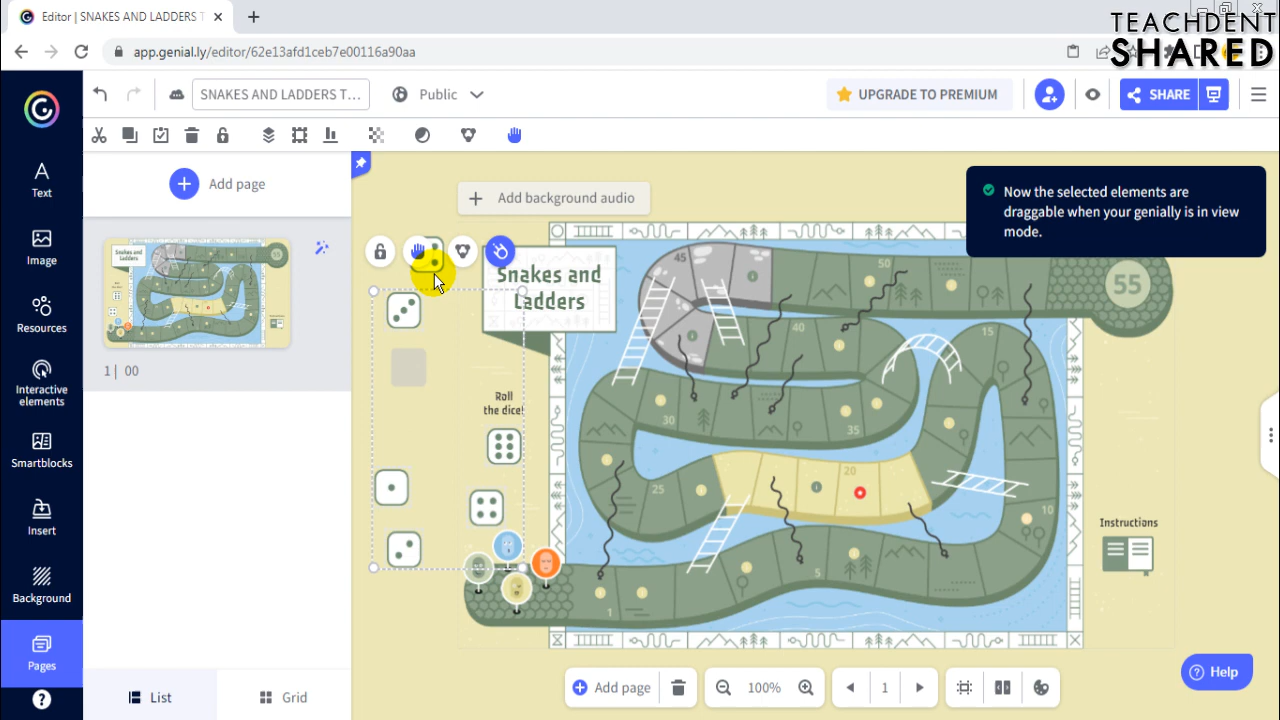 Editor | SNAKES AND LADDERS T
TEACHDENT
SHARED
app.genial.ly/editor/62e13afd1ceb7e00116a90aa
SNAKES AND LADDERS T...
Public
UPGRADE TO PREMIUM
SHARE
Text
Image
Resources
Interactive
elements
Smartblocks
Insert
Background
Pages
Add page
1 | 00
List
Grid
Add background audio
Now the selected elements are
draggable when your genially is in view
mode.
Snakes and
Ladders
Roll
the dice!
45
50
55
40
15
30
35
20
25
10
5
1
Instructions
Add page
100%
1
Help